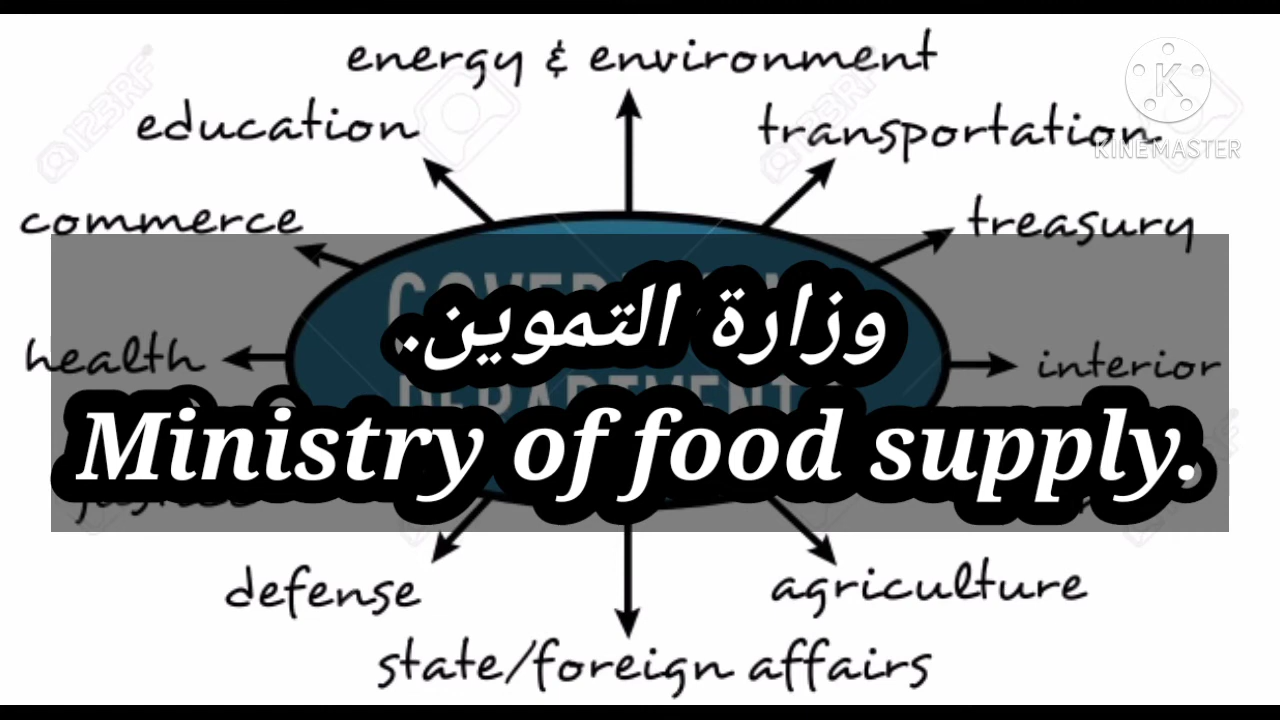 energy & environment
education
transportation
KINEMASTER
commerce
treasury
وزارة التموين.
health
interior
Ministry of food supply.
defense
agriculture
state/foreign affairs